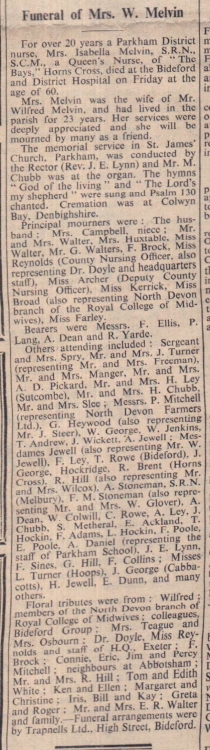 Funeral of Mrs. W. Melvin
For over 20 years a Parkham District
nurse, Mrs. Isabella Melvin, S.R.N.,
S.C.M., a Queen's Nurse, of "The
Bays," Horns Cross, died at the Bideford
and District Hospital on Friday at the
age of 60.
Mrs. Melvin was the wife of Mr.
Wilfred Melvin, and had lived in the
parish for 23 years. Her services were
deeply appreciated and she will be
mourned by many as a friend.
The memorial service in St. James'
Church, Parkham, was conducted by
the Rector (Rev. J. E. Lynn) and Mr. M.
Chubb was at the organ. The hymns
"God of the living" and "The Lord's
my shepherd" were sung and Psalm 130
chanted. Cremation was at Colwyn
Bay, Denbighshire.
Principal mourners were: The hus-
band; Mrs. Campbell, niece; Mr.
and Mrs. Walter, Mrs. Huxtable, Miss
Walter, Mr. G. Walters, F. Brock, Miss
Reynolds (County Nursing Officer, also
representing Dr. Doyle and headquarters
staff), Miss Archer (Deputy County
Nursing Officer), Miss Kerrick, Miss
Broad (also representing North Devon
branch of the Royal College of Mid-
wives), Miss Farley.
Bearers were Messrs. F. Ellis, P.
Lang, A. Dean and R. Yarde.
Others attending included: Sergeant
and Mrs. Spry, Mr. and Mrs. J. Turner
(representing Mr. and Mrs. Freeman),
Mr. and Mrs. Manger, Mr. and Mrs.
A. D. Pickard, Mr. and Mrs. H. Ley
(Sutcombe), Mr. and Mrs. H. Chubb,
Mr. and Mrs. Slee; Messrs. P. Mitchell
(representing North Devon Farmers
Ltd.), G. Heywood (also representing
Mr. J. Steer), W. George, W. Jenkins,
T. Andrew, J. Wickett, A. Jewell; Mes-
dames Jewell (also representing Mr. W.
Jewell), F. Ley, T. Rowe (Bideford), J.
George, Hockridge, R. Brent (Horns
Cross), R. Hill (also representing Mr.
and Mrs. Wilcox), A. Stoneman, S.R.N.
(Melbury), F. M. Stoneman (also repre-
senting Mr. and Mrs. W. Glover), A.
Dean, W. Colwill, C. Rowe, A. Ley, J.
Chubb, S. Metheral, E. Ackland, T.
Hockin, F. Adams, L. Hockin, F. Poole,
E. Poole, A. Daniel (representing the
staff of Parkham School), J. E. Lynn,
F. Sines, G. Hill, F. Collins; Misses
L. Turner (Hoops), J. George (Cabba-
cotts), H. Jewell, E. Dunn, and many
others.
Floral tributes were from: Wilfred;
members of the North Devon branch of
Royal College of Midwives; colleagues,
Bideford Group; Mrs. Teague and
Mrs. Osbourn; Dr. Doyle, Miss Rey-
nolds and staff of H.Q., Exeter; F.
Brock; Connie, Eric, Jim and Percy
Mitchell; neighbours at Abbotsham;
Mr. and Mrs. R. Hill; Tom and Edith
White; Ken and Ellen; Margaret and
Christine; Iris, Bill and Kay; Greta
and Roger; Mr. and Mrs. E. R. Walter
and family.—Funeral arrangements were
by Trapnells Ltd., High Street, Bideford.